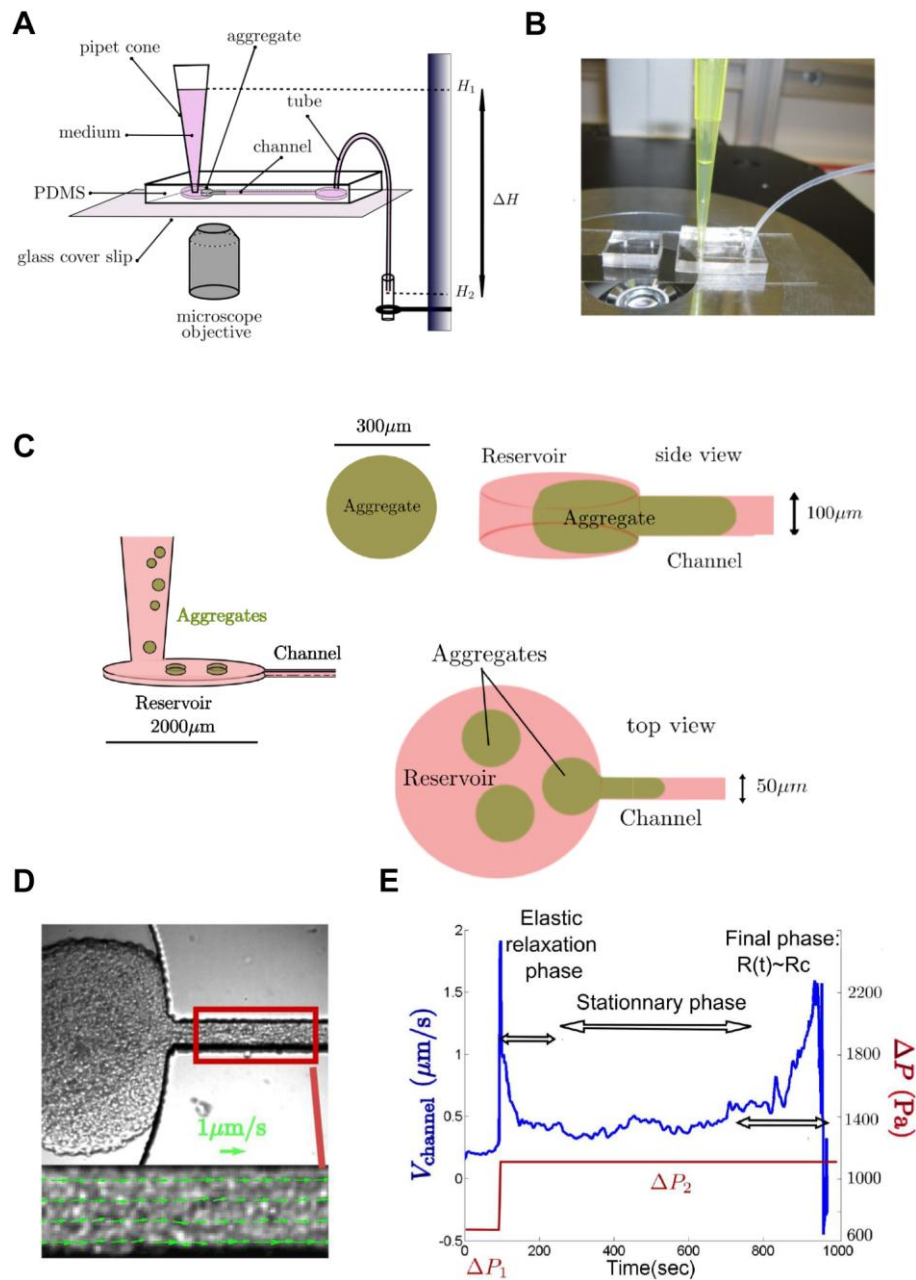 A
pipet cone
aggregate
H₁
tube
medium
channel
PDMS
ΔH
glass cover slip
H₂
microscope
objective
B
C
300µm
Reservoir
side view
Aggregate
Aggregate
100µm
Channel
Aggregates
Channel
Reservoir
2000µm
Aggregates
top view
Reservoir
50µm
Channel
D
1µm/s
E
Elastic
relaxation
phase
Final phase:
R(t)~Rc
Stationnary phase
V_channel (µm/s)
2
1.5
1
0.5
0
-0.5
2200
1800
1400
1000
600
ΔP (Pa)
ΔP₂
ΔP₁
0
200
400
600
800
1000
Time(sec)